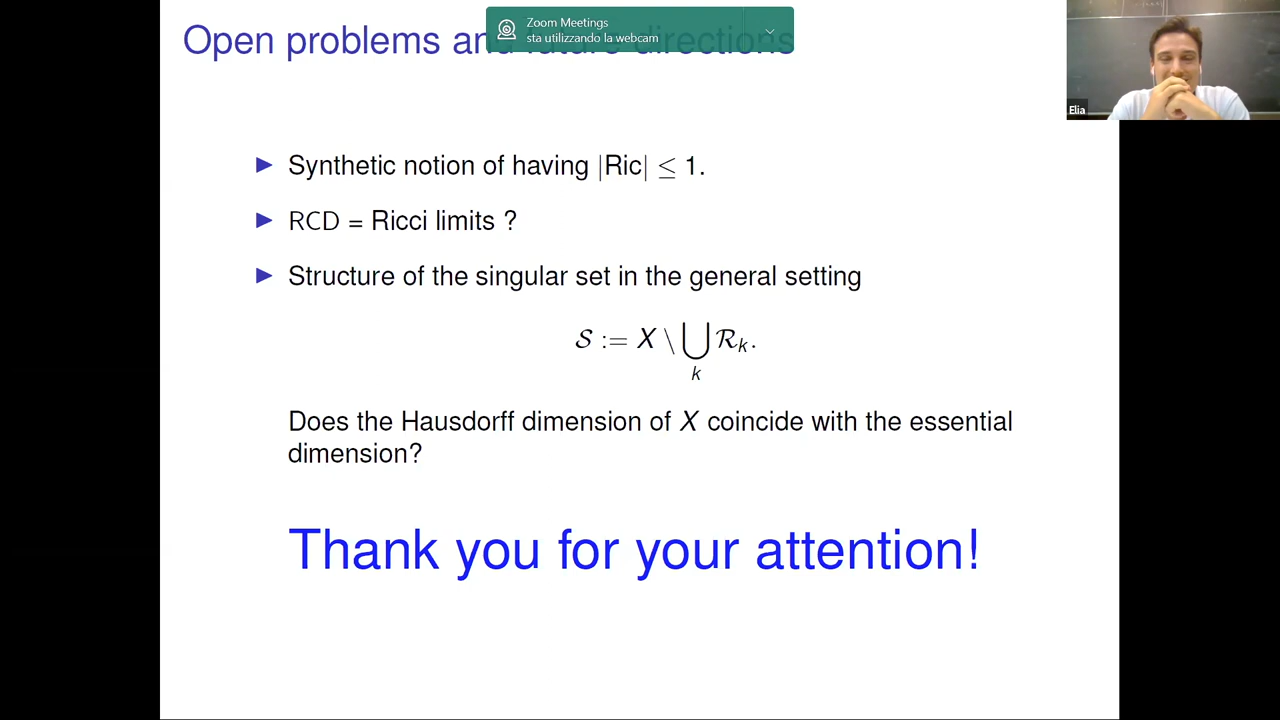 Open problems and future directions
Zoom Meetings
sta utilizzando la webcam
Elia
▶ Synthetic notion of having |Ric| ≤ 1.
▶ RCD = Ricci limits ?
▶ Structure of the singular set in the general setting
𝒮 := X \ ⋃ ℛₖ.
k
Does the Hausdorff dimension of X coincide with the essential
dimension?
Thank you for your attention!